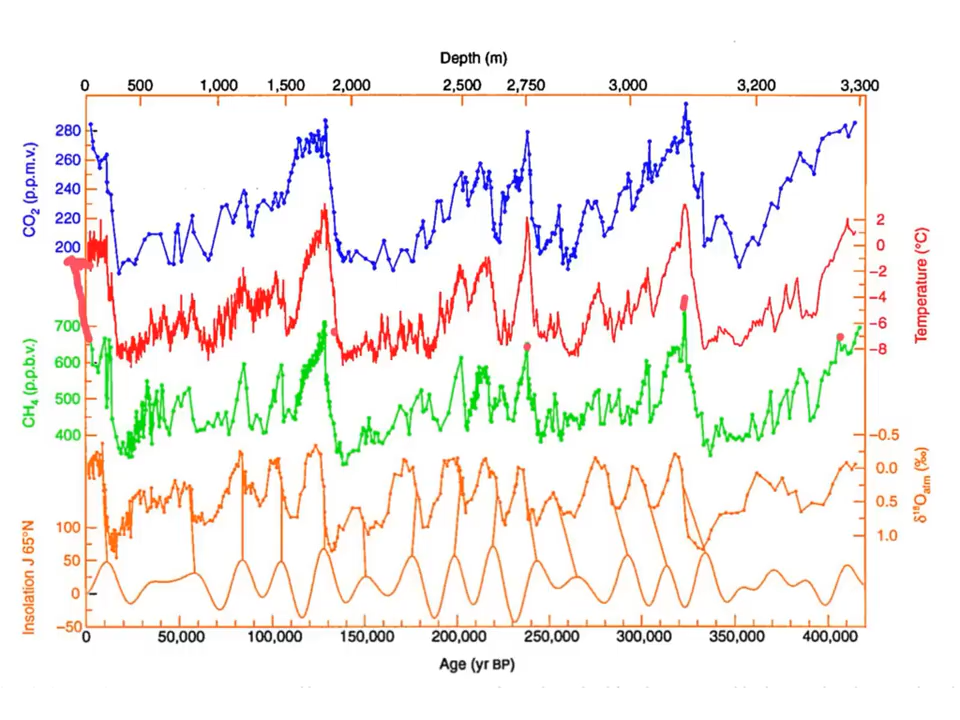 Depth (m)
0 500 1,000 1,500 2,000 2,500 2,750 3,000 3,200 3,300
CO2 (p.p.m.v.)
280
260
240
220
200
2
0
−2
−4
−6
−8
Temperature (°C)
CH4 (p.p.b.v.)
700
600
500
400
−0.5
0.0
0.5
1.0
δ18Oatm (‰)
Insolation J 65°N
100
50
0
−50
0 50,000 100,000 150,000 200,000 250,000 300,000 350,000 400,000
Age (yr BP)